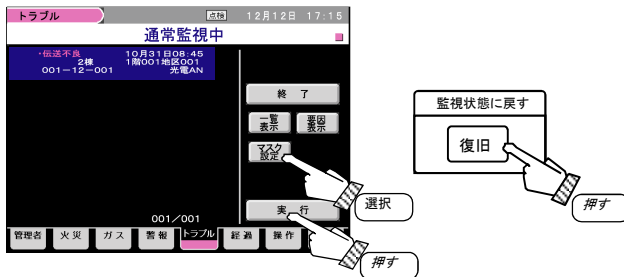 トラブル 点検 12月12日 17:15
通常監視中
・伝送不良 10月31日08:45
2棟 1階001地区001
001－12－001 光電AN
終 了
一覧表示 要因表示
マスク設定
実 行
001／001
管理者 火災 ガス 警報 トラブル 経過 操作
選択
押す
監視状態に戻す
復旧
押す